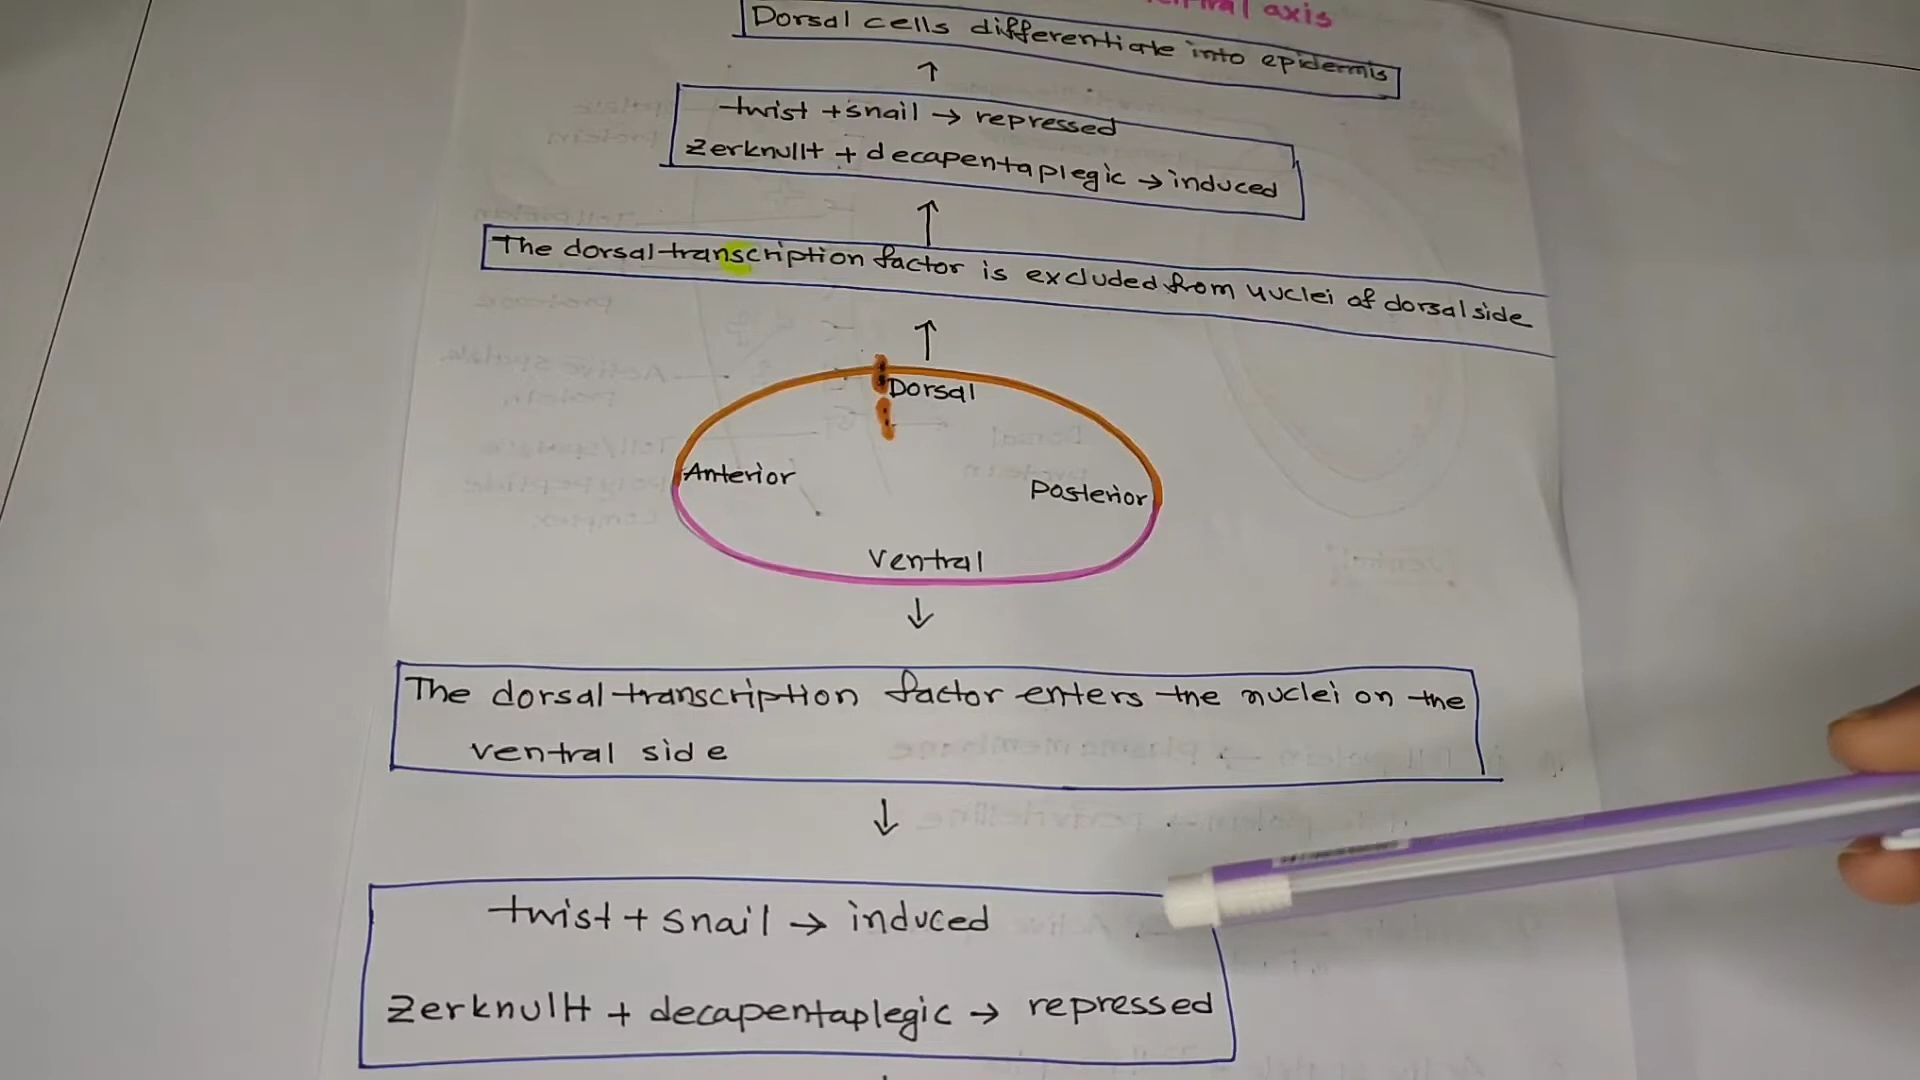 axis
Dorsal cells differentiate into epidermis
twist + snail → repressed
zerknullt + decapentaplegic → induced
The dorsal transcription factor is excluded from nuclei of dorsal side
Dorsal
Anterior
Posterior
Ventral
The dorsal transcription factor enters the nuclei on the
ventral side
twist + snail → induced
zerknullt + decapentaplegic → repressed